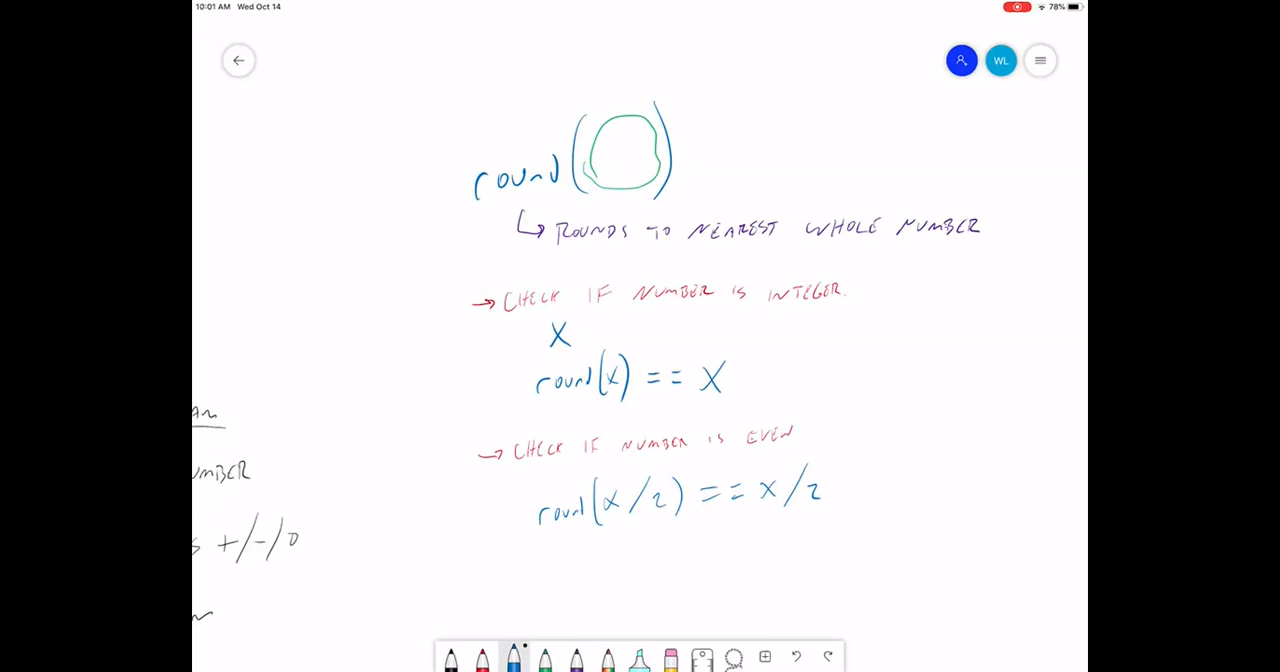 10:01 AM Wed Oct 14
78%
WL
round( )
↳ ROUNDS TO NEAREST WHOLE NUMBER
→ CHECK IF NUMBER IS INTEGER.
X
round(x) == X
→ CHECK IF NUMBER IS EVEN
round(x/2) == x/2
UMBER
+/-/0